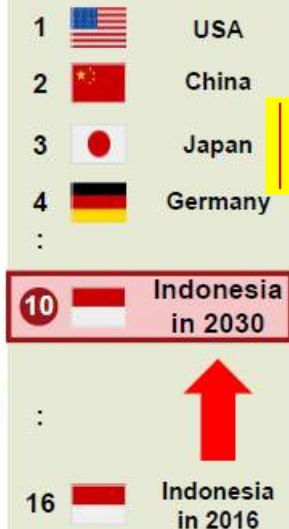 1 USA
2 China
3 Japan
4 Germany
:
10 Indonesia
in 2030
:
16 Indonesia
in 2016